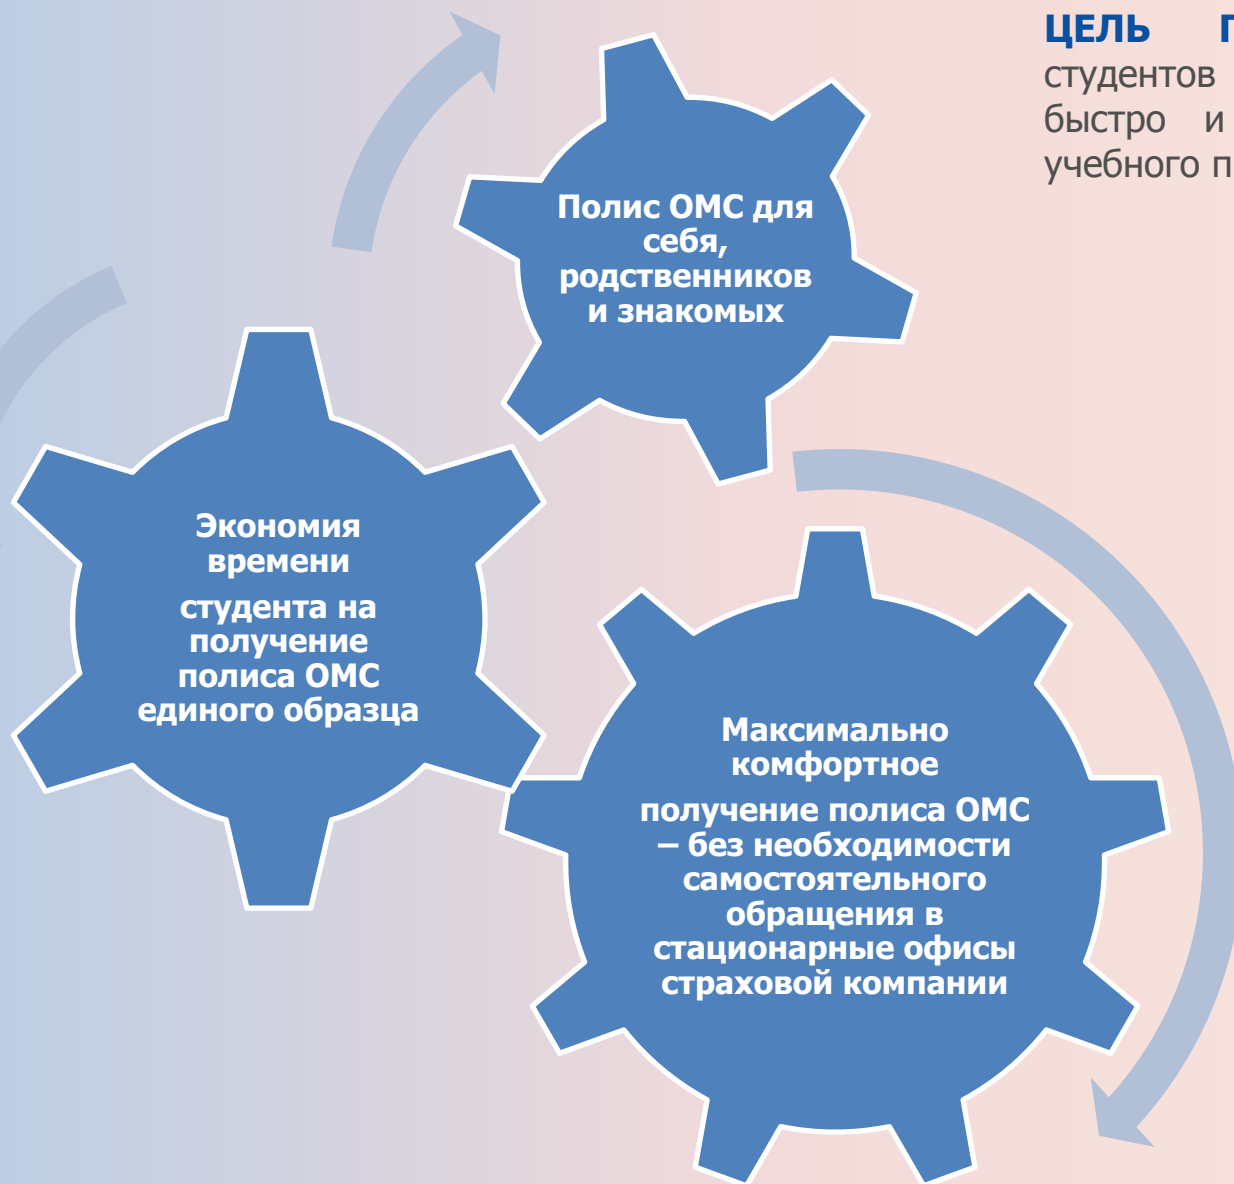 ЦЕЛЬ
студентов
быстро и
учебного
Полис ОМС для
себя,
родственников
и знакомых
Экономия
времени
студента на
получение
полиса ОМС
единого образца
Максимально
комфортное
получение полиса ОМС
– без необходимости
самостоятельного
обращения в
стационарные офисы
страховой компании